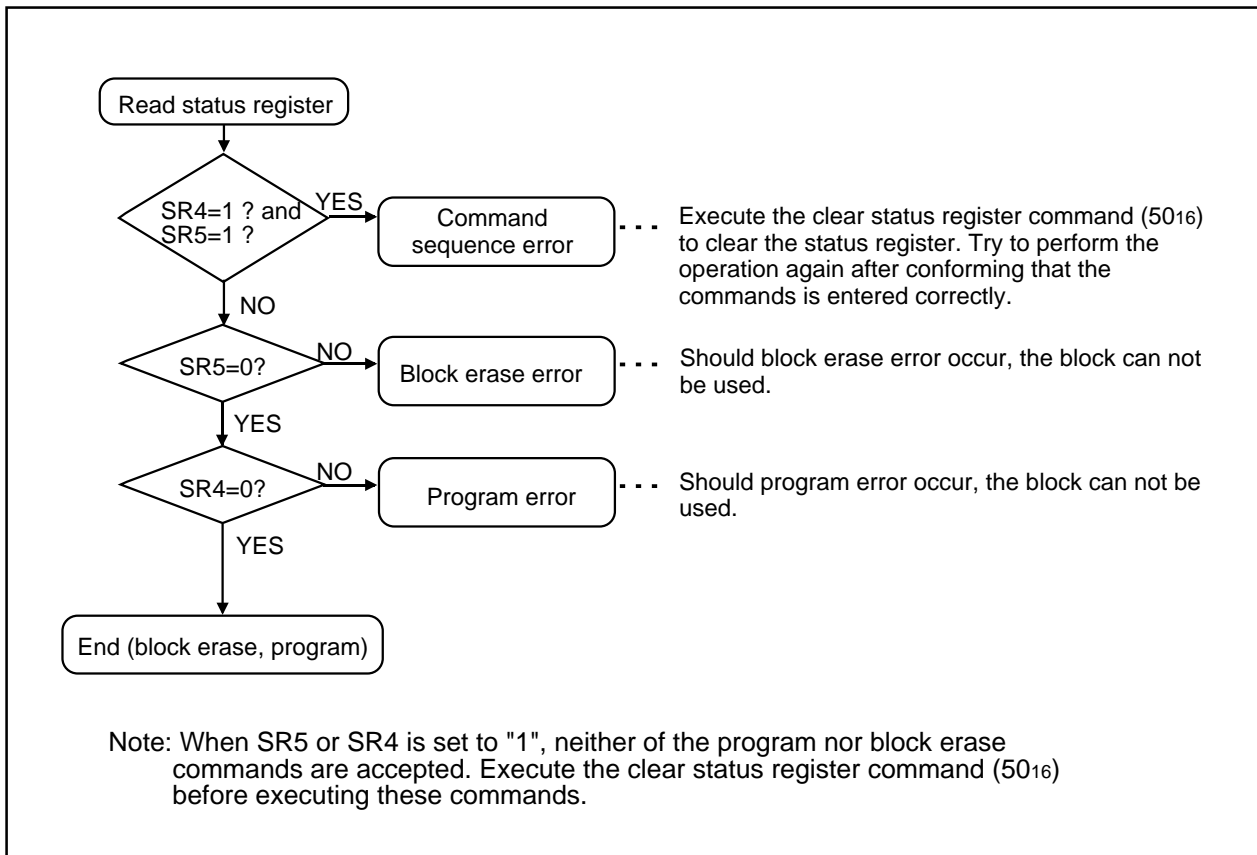 Read status register
SR4=1 ? and
SR5=1 ?
YES
Command
sequence error
Execute the clear status register command (5016)
to clear the status register. Try to perform the
operation again after conforming that the
commands is entered correctly.
NO
SR5=0?
NO
Block erase error
Should block erase error occur, the block can not
be used.
YES
SR4=0?
NO
Program error
Should program error occur, the block can not be
used.
YES
End (block erase, program)
Note: When SR5 or SR4 is set to "1", neither of the program nor block erase
commands are accepted. Execute the clear status register command (5016)
before executing these commands.